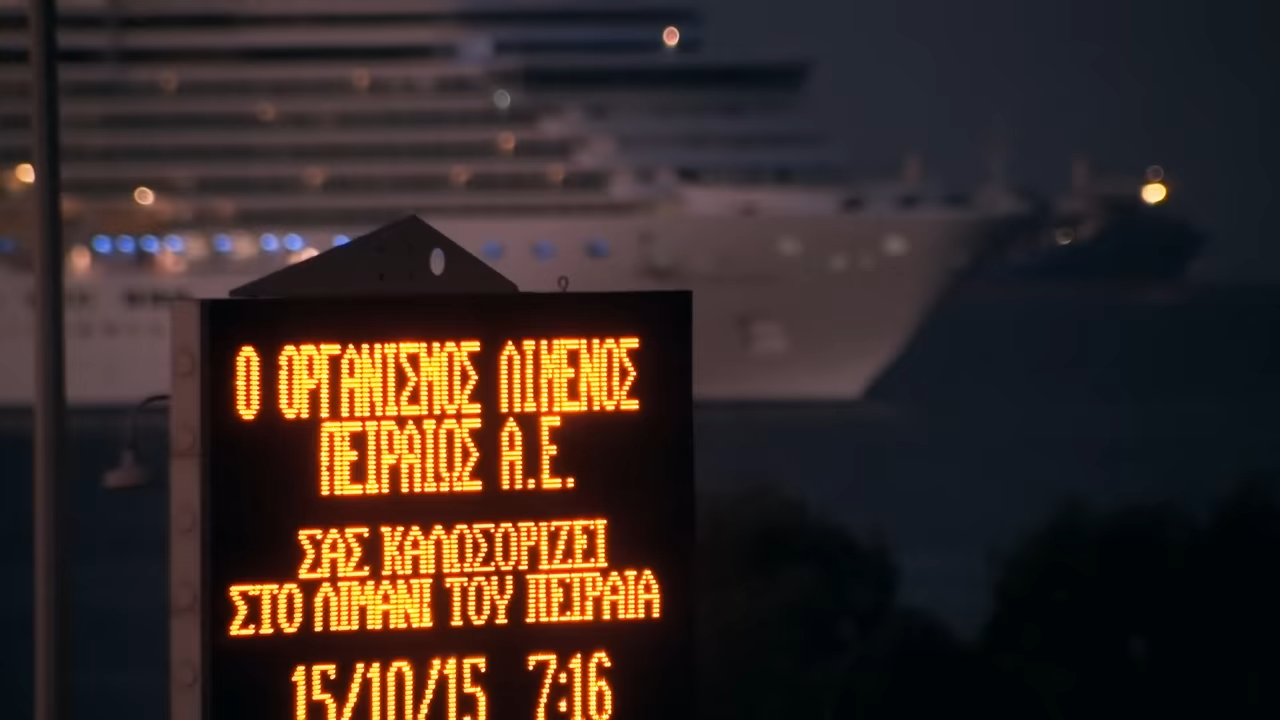 Ο ΟΡΓΑΝΙΣΜΟΣ ΛΙΜΕΝΟΣ
ΠΕΙΡΑΙΩΣ Α.Ε.
ΣΑΣ ΚΑΛΩΣΟΡΙΖΕΙ
ΣΤΟ ΛΙΜΑΝΙ ΤΟΥ ΠΕΙΡΑΙΑ
15/10/15 7:16